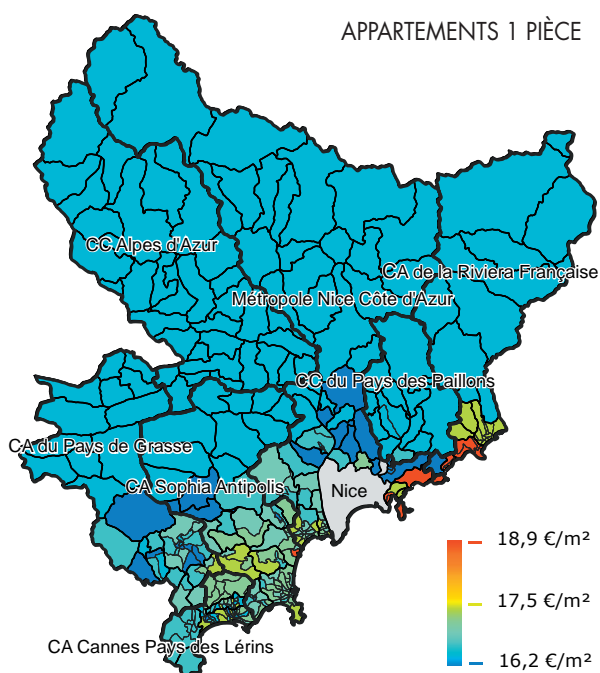 APPARTEMENTS 1 PIÈCE
CC Alpes d'Azur
CA de la Riviera Française
Métropole Nice Côte d'Azur
CC du Pays des Paillons
CA du Pays de Grasse
CA Sophia Antipolis
Nice
18,9 €/m²
17,5 €/m²
CA Cannes Pays des Lérins
16,2 €/m²